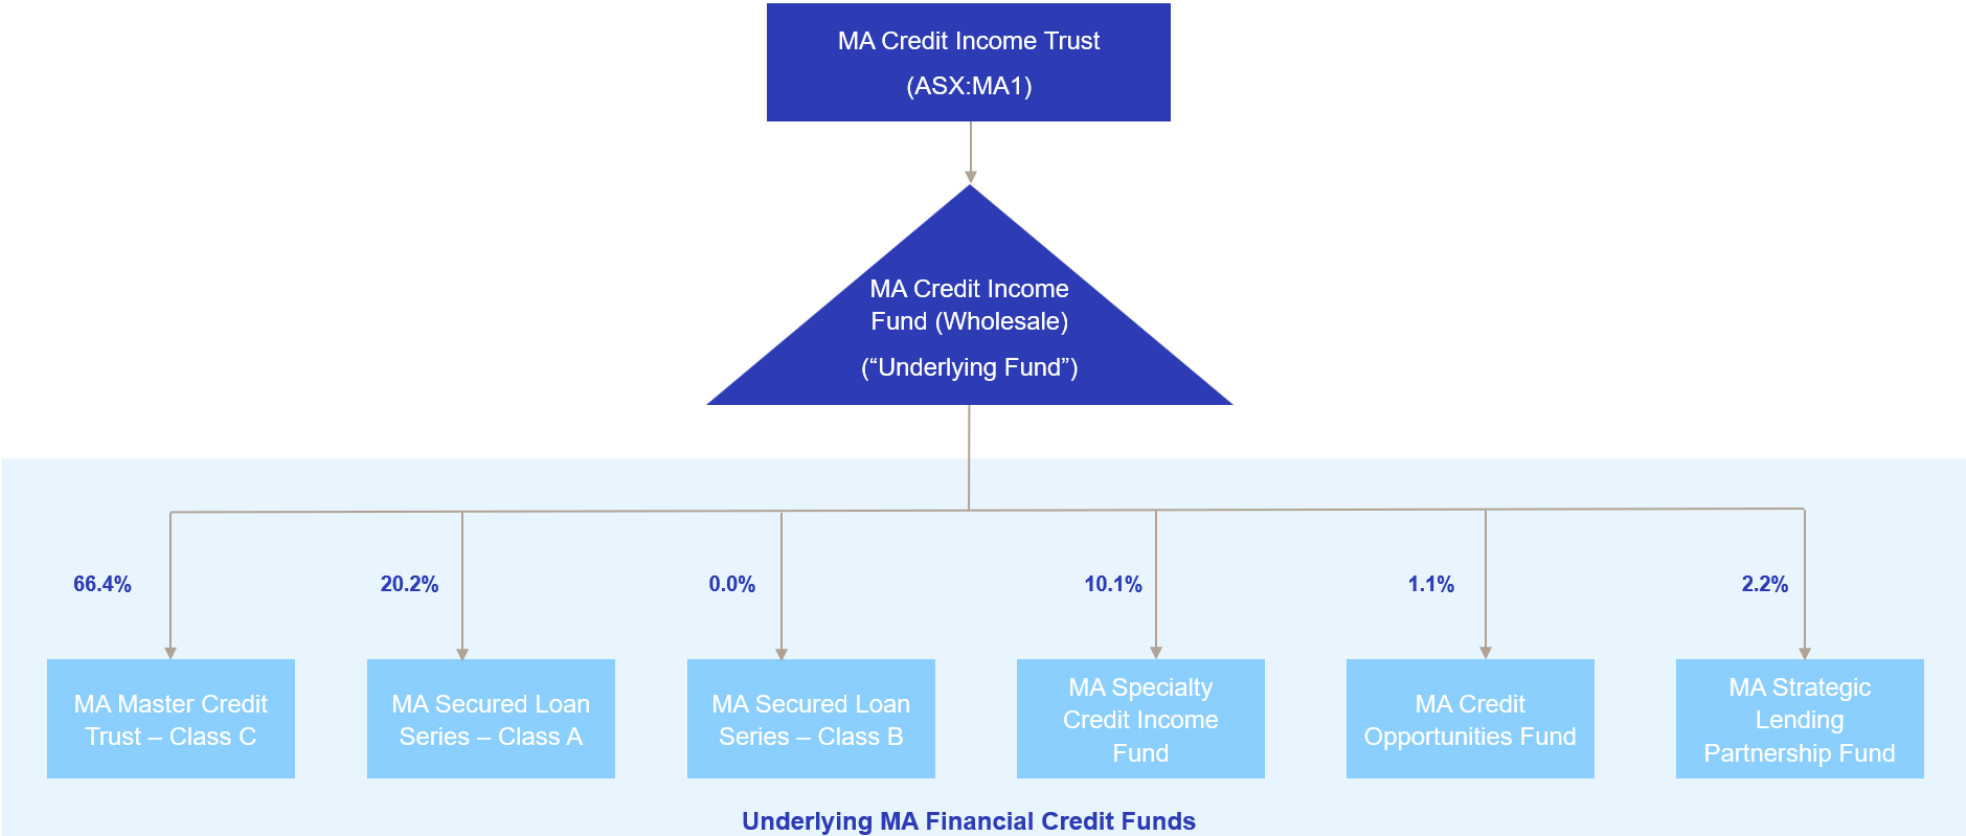 MA Credit Income Trust
(ASX:MA1)
MA Credit Income
Fund (Wholesale)
(“Underlying Fund”)
66.4%
20.2%
0.0%
10.1%
1.1%
2.2%
MA Master Credit
Trust – Class C
MA Secured Loan
Series – Class A
MA Secured Loan
Series – Class B
MA Specialty
Credit Income
Fund
MA Credit
Opportunities Fund
MA Strategic
Lending
Partnership Fund
Underlying MA Financial Credit Funds